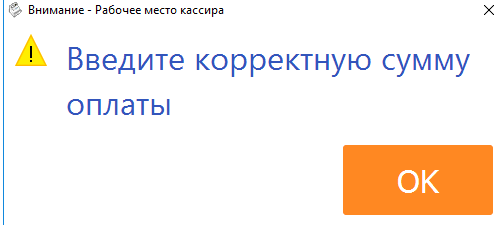 Внимание - Рабочее место кассира
Введите корректную сумму
оплаты
OK